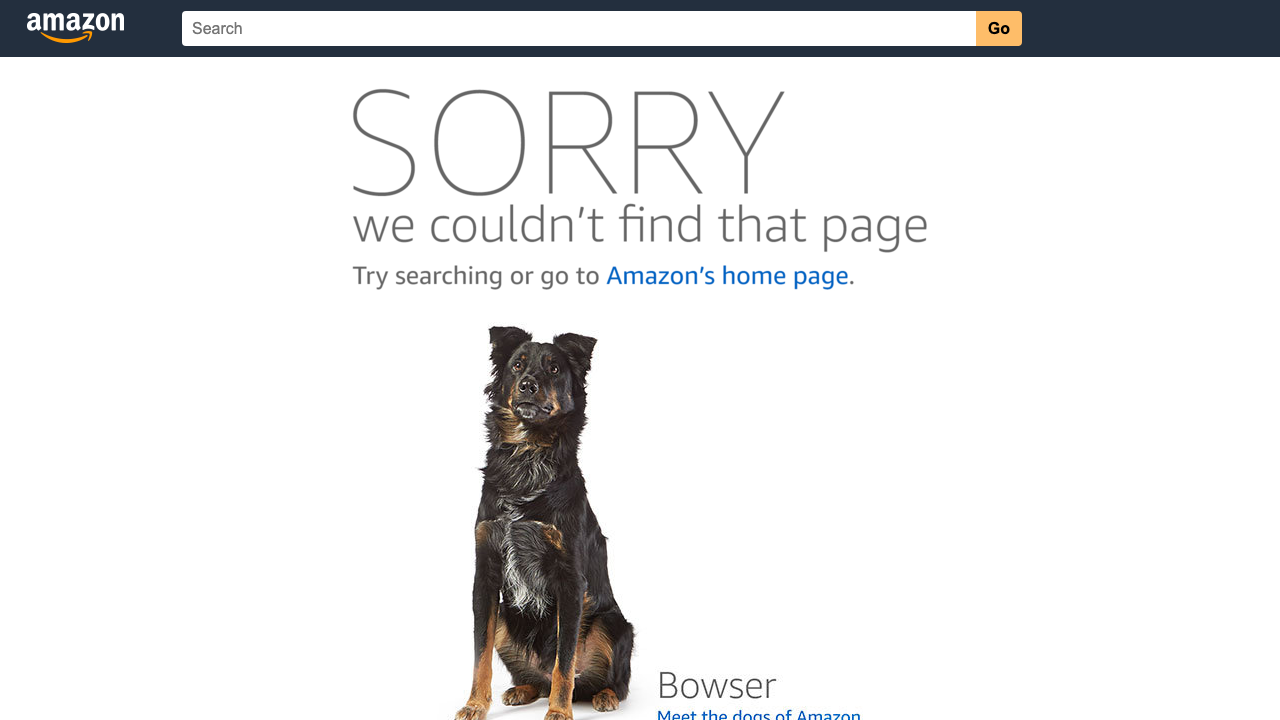 amazon
Search
Go
SORRY
we couldn't find that page
Try searching or go to Amazon's home page.
Bowser
Meet the dogs of Amazon